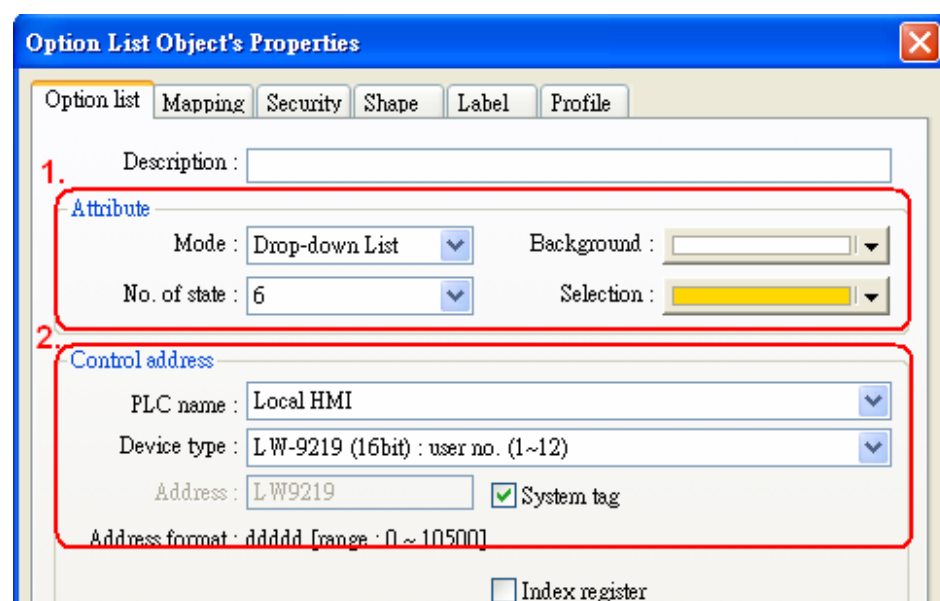 Option List Object's Properties
Option list Mapping Security Shape Label Profile
Description :
1.
Attribute
Mode : Drop-down List Background :
No. of state : 6 Selection :
2.
Control address
PLC name : Local HMI
Device type : LW-9219 (16bit) : user no. (1~12)
Address : LW9219 System tag
Address format : ddddd [range : 0 ~ 10500]
Index register